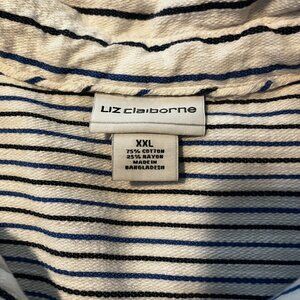 LIZ claiborne
XXL
75% COTTON
25% RAYON
MADE IN
BANGLADESH